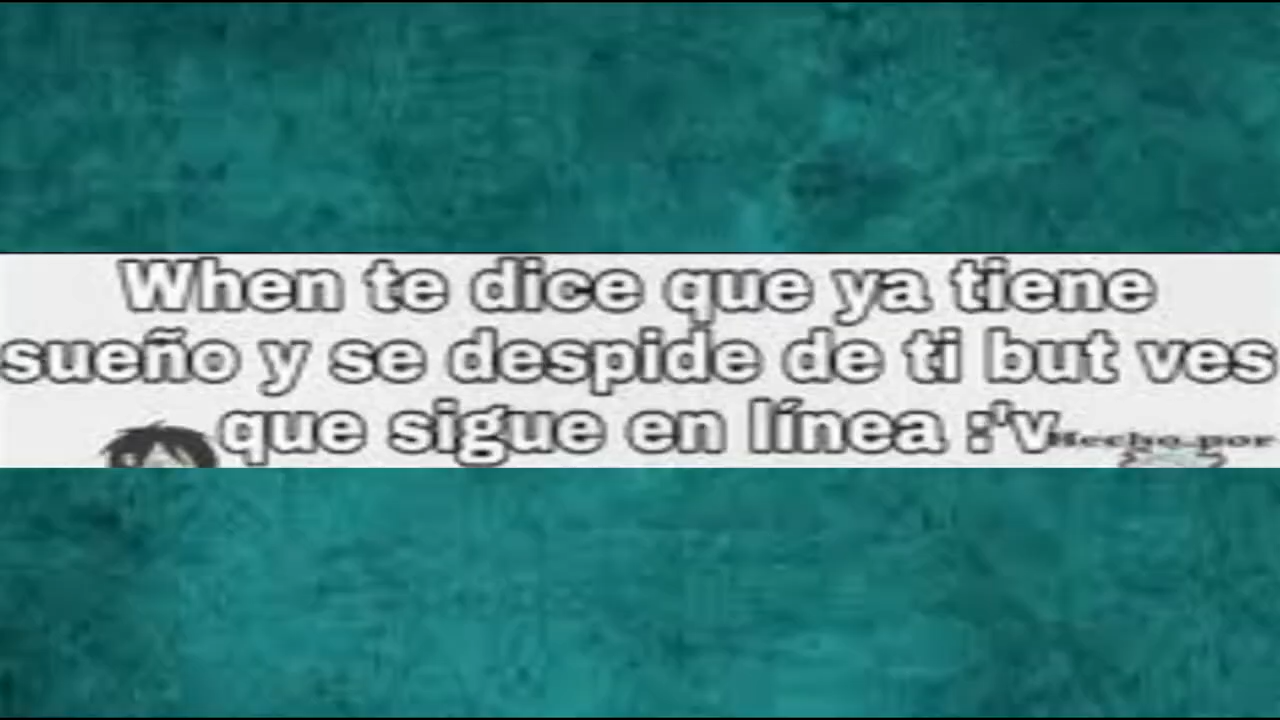 When te dice que ya tiene
sueño y se despide de ti but ves
que sigue en línea :'v
Hecho por